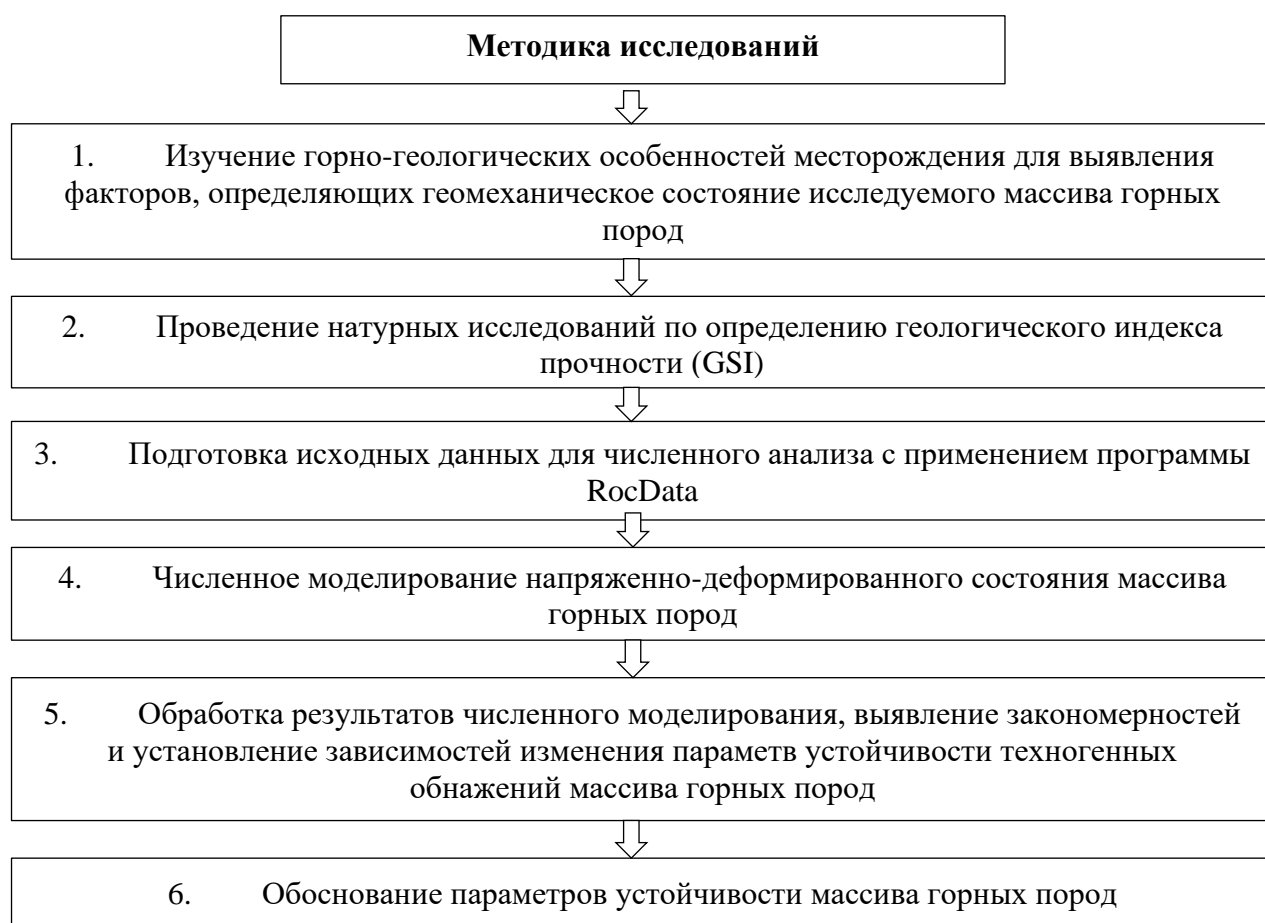 Методика исследований
1. Изучение горно-геологических особенностей месторождения для выявления
факторов, определяющих геомеханическое состояние исследуемого массива горных
пород
2. Проведение натурных исследований по определению геологического индекса
прочности (GSI)
3. Подготовка исходных данных для численного анализа с применением программы
RocData
4. Численное моделирование напряженно-деформированного состояния массива
горных пород
5. Обработка результатов численного моделирования, выявление закономерностей
и установление зависимостей изменения параметв устойчивости техногенных
обнажений массива горных пород
6. Обоснование параметров устойчивости массива горных пород